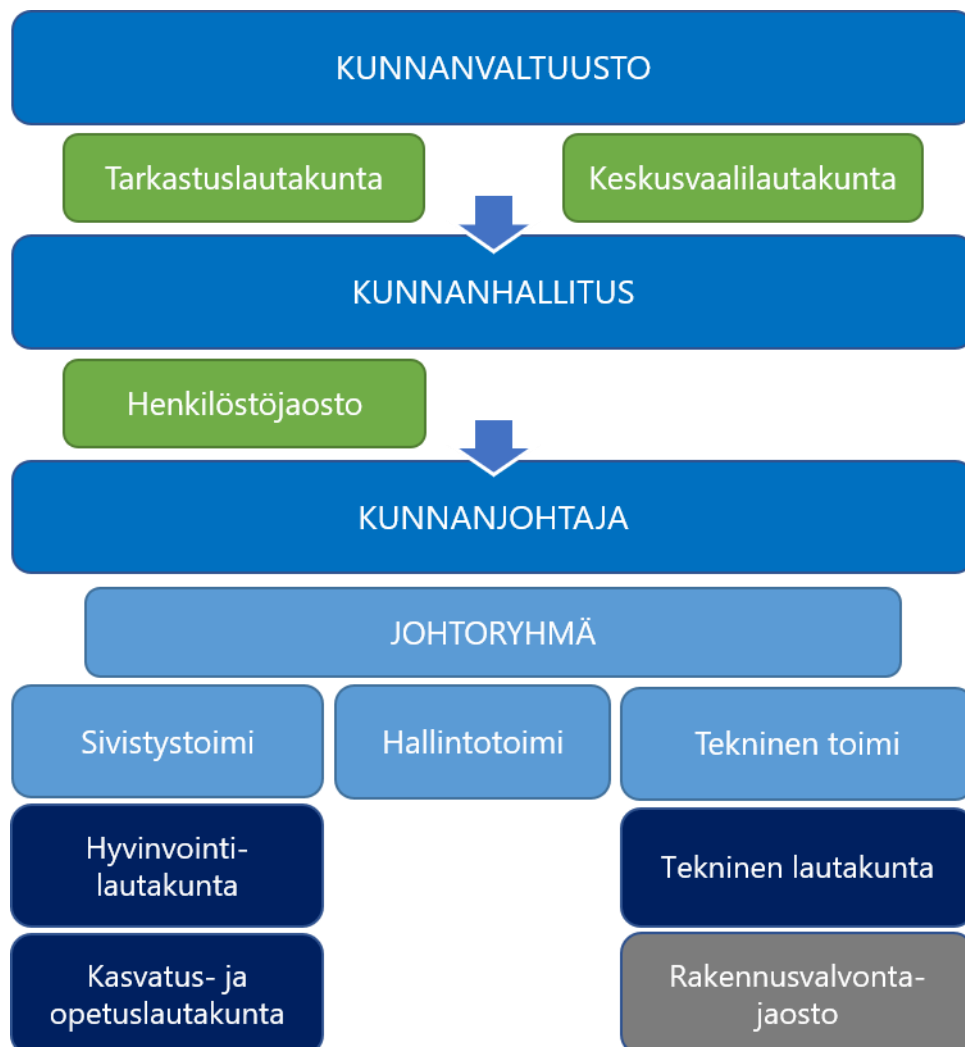 KUNNANVALTUUSTO
Tarkastuslautakunta
Keskusvaalilautakunta
KUNNANHALLITUS
Henkilöstöjaosto
KUNNANJOHTAJA
JOHTORYHMÄ
Sivistystoimi
Hallintotoimi
Tekninen toimi
Hyvinvointi-
lautakunta
Tekninen lautakunta
Kasvatus- ja
opetuslautakunta
Rakennusvalvonta-
jaosto